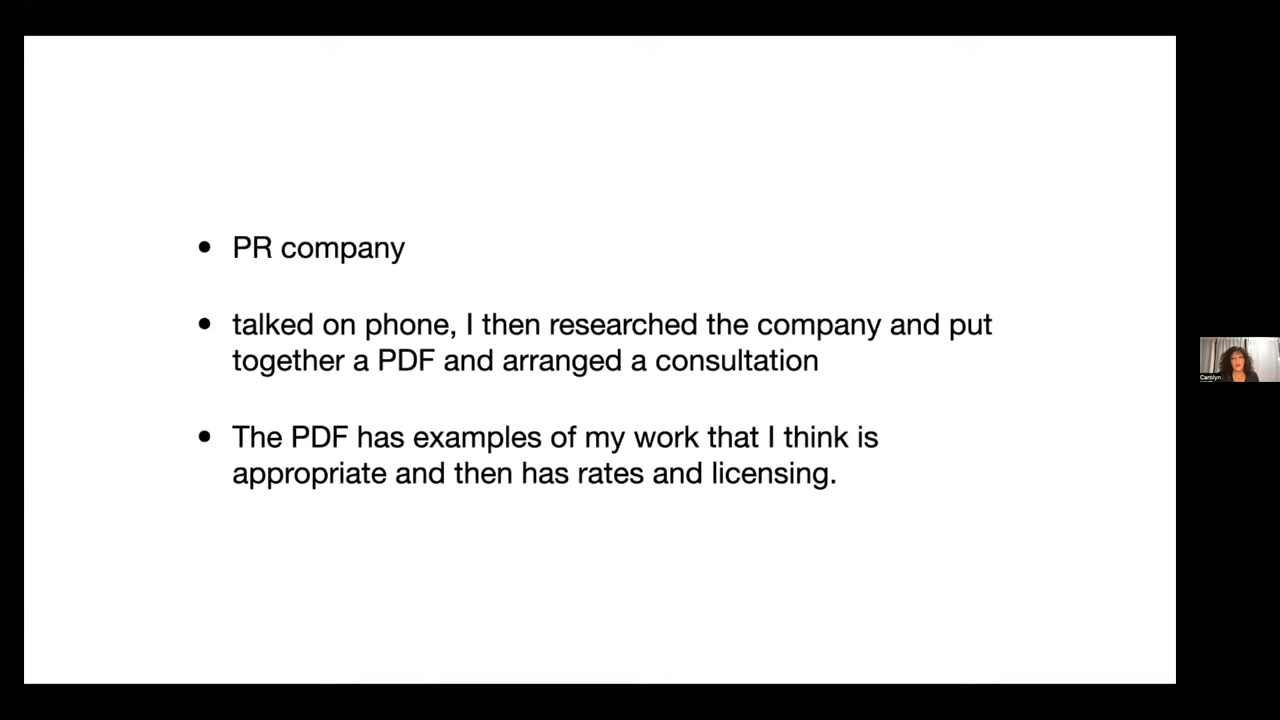 • PR company
• talked on phone, I then researched the company and put
together a PDF and arranged a consultation
• The PDF has examples of my work that I think is
appropriate and then has rates and licensing.
Carolyn